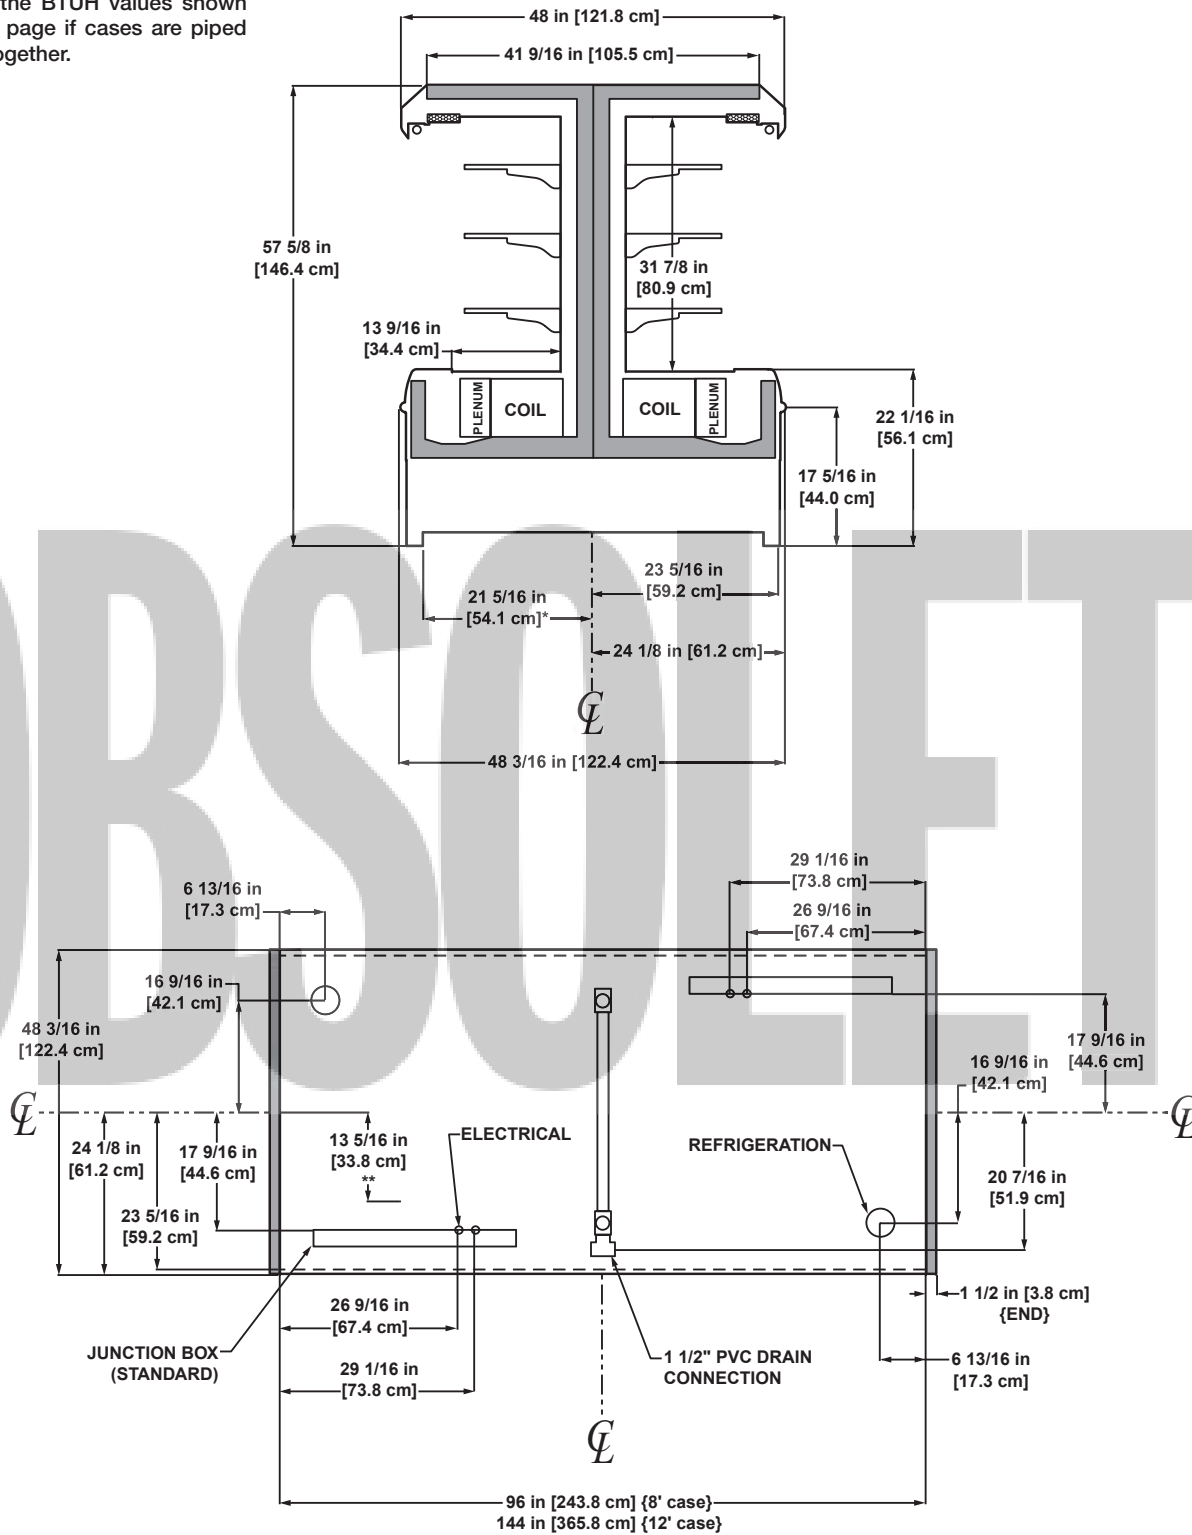 the BTUH values shown
page if cases are piped
together.
48 in [121.8 cm]
41 9/16 in [105.5 cm]
57 5/8 in
[146.4 cm]
31 7/8 in
[80.9 cm]
13 9/16 in
[34.4 cm]
PLENUM
COIL
COIL
PLENUM
22 1/16 in
[56.1 cm]
17 5/16 in
[44.0 cm]
23 5/16 in
[59.2 cm]
21 5/16 in
[54.1 cm]*
24 1/8 in [61.2 cm]
CL
48 3/16 in [122.4 cm]
OBSOLET
29 1/16 in
[73.8 cm]
6 13/16 in
[17.3 cm]
26 9/16 in
[67.4 cm]
16 9/16 in
[42.1 cm]
48 3/16 in
[122.4 cm]
17 9/16 in
[44.6 cm]
16 9/16 in
[42.1 cm]
CL
CL
24 1/8 in
[61.2 cm]
17 9/16 in
[44.6 cm]
13 5/16 in
[33.8 cm]
**
ELECTRICAL
REFRIGERATION
20 7/16 in
[51.9 cm]
23 5/16 in
[59.2 cm]
1 1/2 in [3.8 cm]
{END}
26 9/16 in
[67.4 cm]
JUNCTION BOX
(STANDARD)
29 1/16 in
[73.8 cm]
1 1/2" PVC DRAIN
CONNECTION
6 13/16 in
[17.3 cm]
CL
96 in [243.8 cm] {8' case}
144 in [365.8 cm] {12' case}